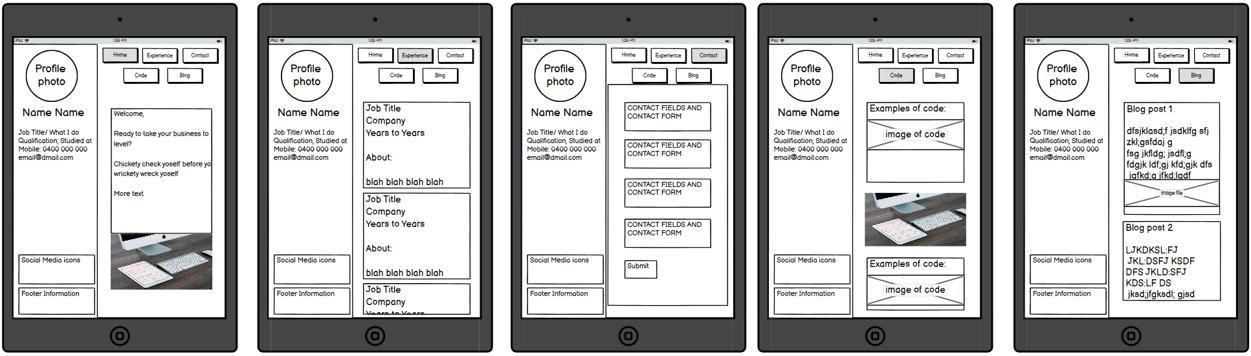 iPad
1:26 AM
Profile
photo
Name Name
Job Title/ What I do
Qualification, Studied at
Mobile: 0400 000 000
email@dmail.com
Social Media icons
Footer Information
Home
Experience
Contact
Code
Blog
Welcome,
Ready to take your business to
level?
Chickety check yoself before yo
wrickety wreck yoself
More text
iPad
1:26 AM
Profile
photo
Name Name
Job Title/ What I do
Qualification, Studied at
Mobile: 0400 000 000
email@dmail.com
Social Media icons
Footer Information
Home
Experience
Contact
Code
Blog
Job Title
Company
Years to Years
About:
blah blah blah blah
Job Title
Company
Years to Years
About:
blah blah blah blah
Job Title
Company
Years to Years
iPad
1:26 AM
Profile
photo
Name Name
Job Title/ What I do
Qualification, Studied at
Mobile: 0400 000 000
email@dmail.com
Social Media icons
Footer Information
Home
Experience
Contact
Code
Blog
CONTACT FIELDS AND
CONTACT FORM
CONTACT FIELDS AND
CONTACT FORM
CONTACT FIELDS AND
CONTACT FORM
CONTACT FIELDS AND
CONTACT FORM
Submit
iPad
1:26 AM
Profile
photo
Name Name
Job Title/ What I do
Qualification, Studied at
Mobile: 0400 000 000
email@dmail.com
Social Media icons
Footer Information
Home
Experience
Contact
Code
Blog
Examples of code:
image of code
Examples of code:
image of code
iPad
1:26 AM
Profile
photo
Name Name
Job Title/ What I do
Qualification, Studied at
Mobile: 0400 000 000
email@dmail.com
Social Media icons
Footer Information
Home
Experience
Contact
Code
Blog
Blog post 1
dfsjklasd;f jsdklfg sfj
zkl;gsfdaj g
fsg jkfldg; jsdfl;g
fdgjk ldf;gj kfd;gjk dfs
image file
Blog post 2
LJKDKSL:FJ
JKL:DSFJ KSDF
DFS JKLD:SFJ
KDS:LF DS
jksd;jfgksdl; gjsd